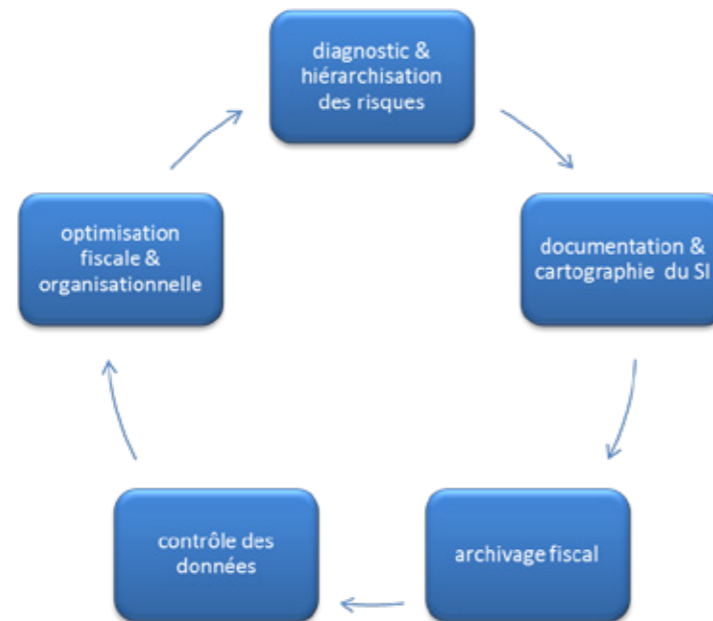 diagnostic &
hiérarchisation
des risques
documentation &
cartographie du SI
archivage fiscal
contrôle des
données
optimisation
fiscale &
organisationnelle